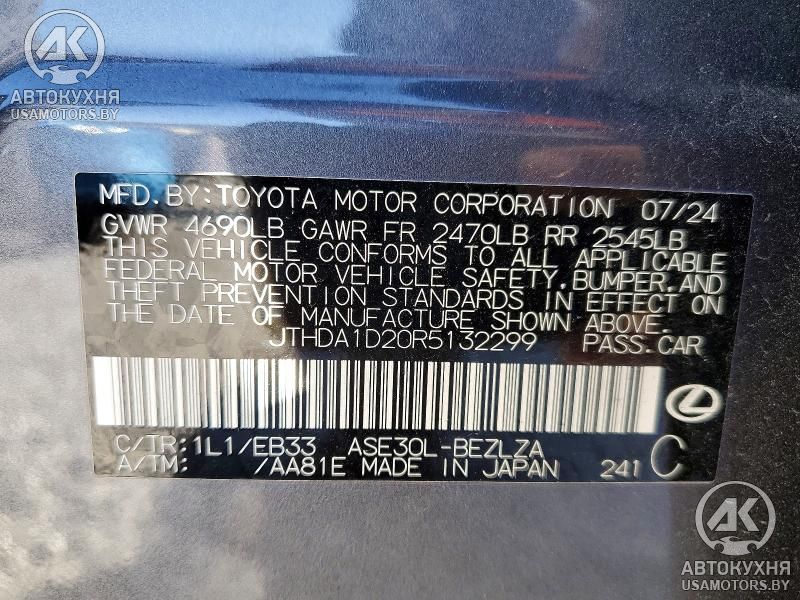 AK
АВТОКУХНЯ
USAMOTORS.BY
MFD. BY: TOYOTA MOTOR CORPORATION 07/24
GVWR 4690LB GAWR FR 2470LB RR 2545LB
THIS VEHICLE CONFORMS TO ALL APPLICABLE
FEDERAL MOTOR VEHICLE SAFETY, BUMPER, AND
THEFT PREVENTION STANDARDS IN EFFECT ON
THE DATE OF MANUFACTURE SHOWN ABOVE.
JTHDA1D20R5132299 PASS. CAR
C/TR: 1L1/EB33 ASE30L-BEZLZA
A/TM: /AA81E MADE IN JAPAN 241 C
AK
АВТОКУХНЯ
USAMOTORS.BY